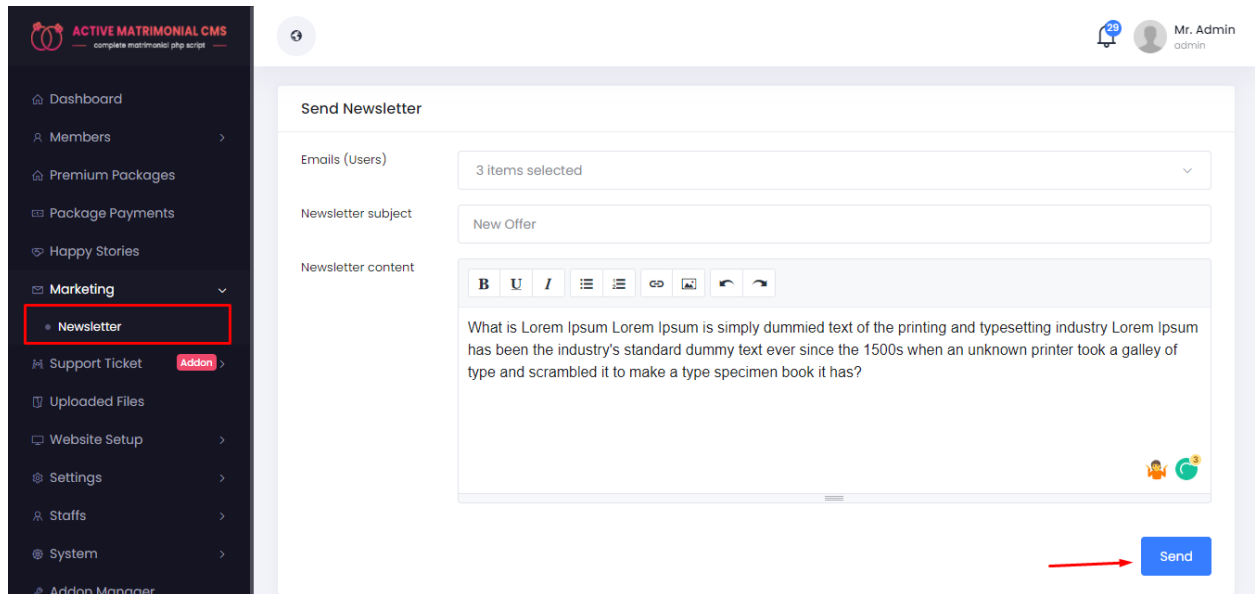 ACTIVE MATRIMONIAL CMS
complete matrimonial php script
29
Mr. Admin
admin
Dashboard
Members
Premium Packages
Package Payments
Happy Stories
Marketing
Newsletter
Support Ticket
Addon
Uploaded Files
Website Setup
Settings
Staffs
System
Addon Manager
Send Newsletter
Emails (Users)
3 items selected
Newsletter subject
New Offer
Newsletter content
B U I
What is Lorem Ipsum Lorem Ipsum is simply dummied text of the printing and typesetting industry Lorem Ipsum
has been the industry's standard dummy text ever since the 1500s when an unknown printer took a galley of
type and scrambled it to make a type specimen book it has?
3
Send